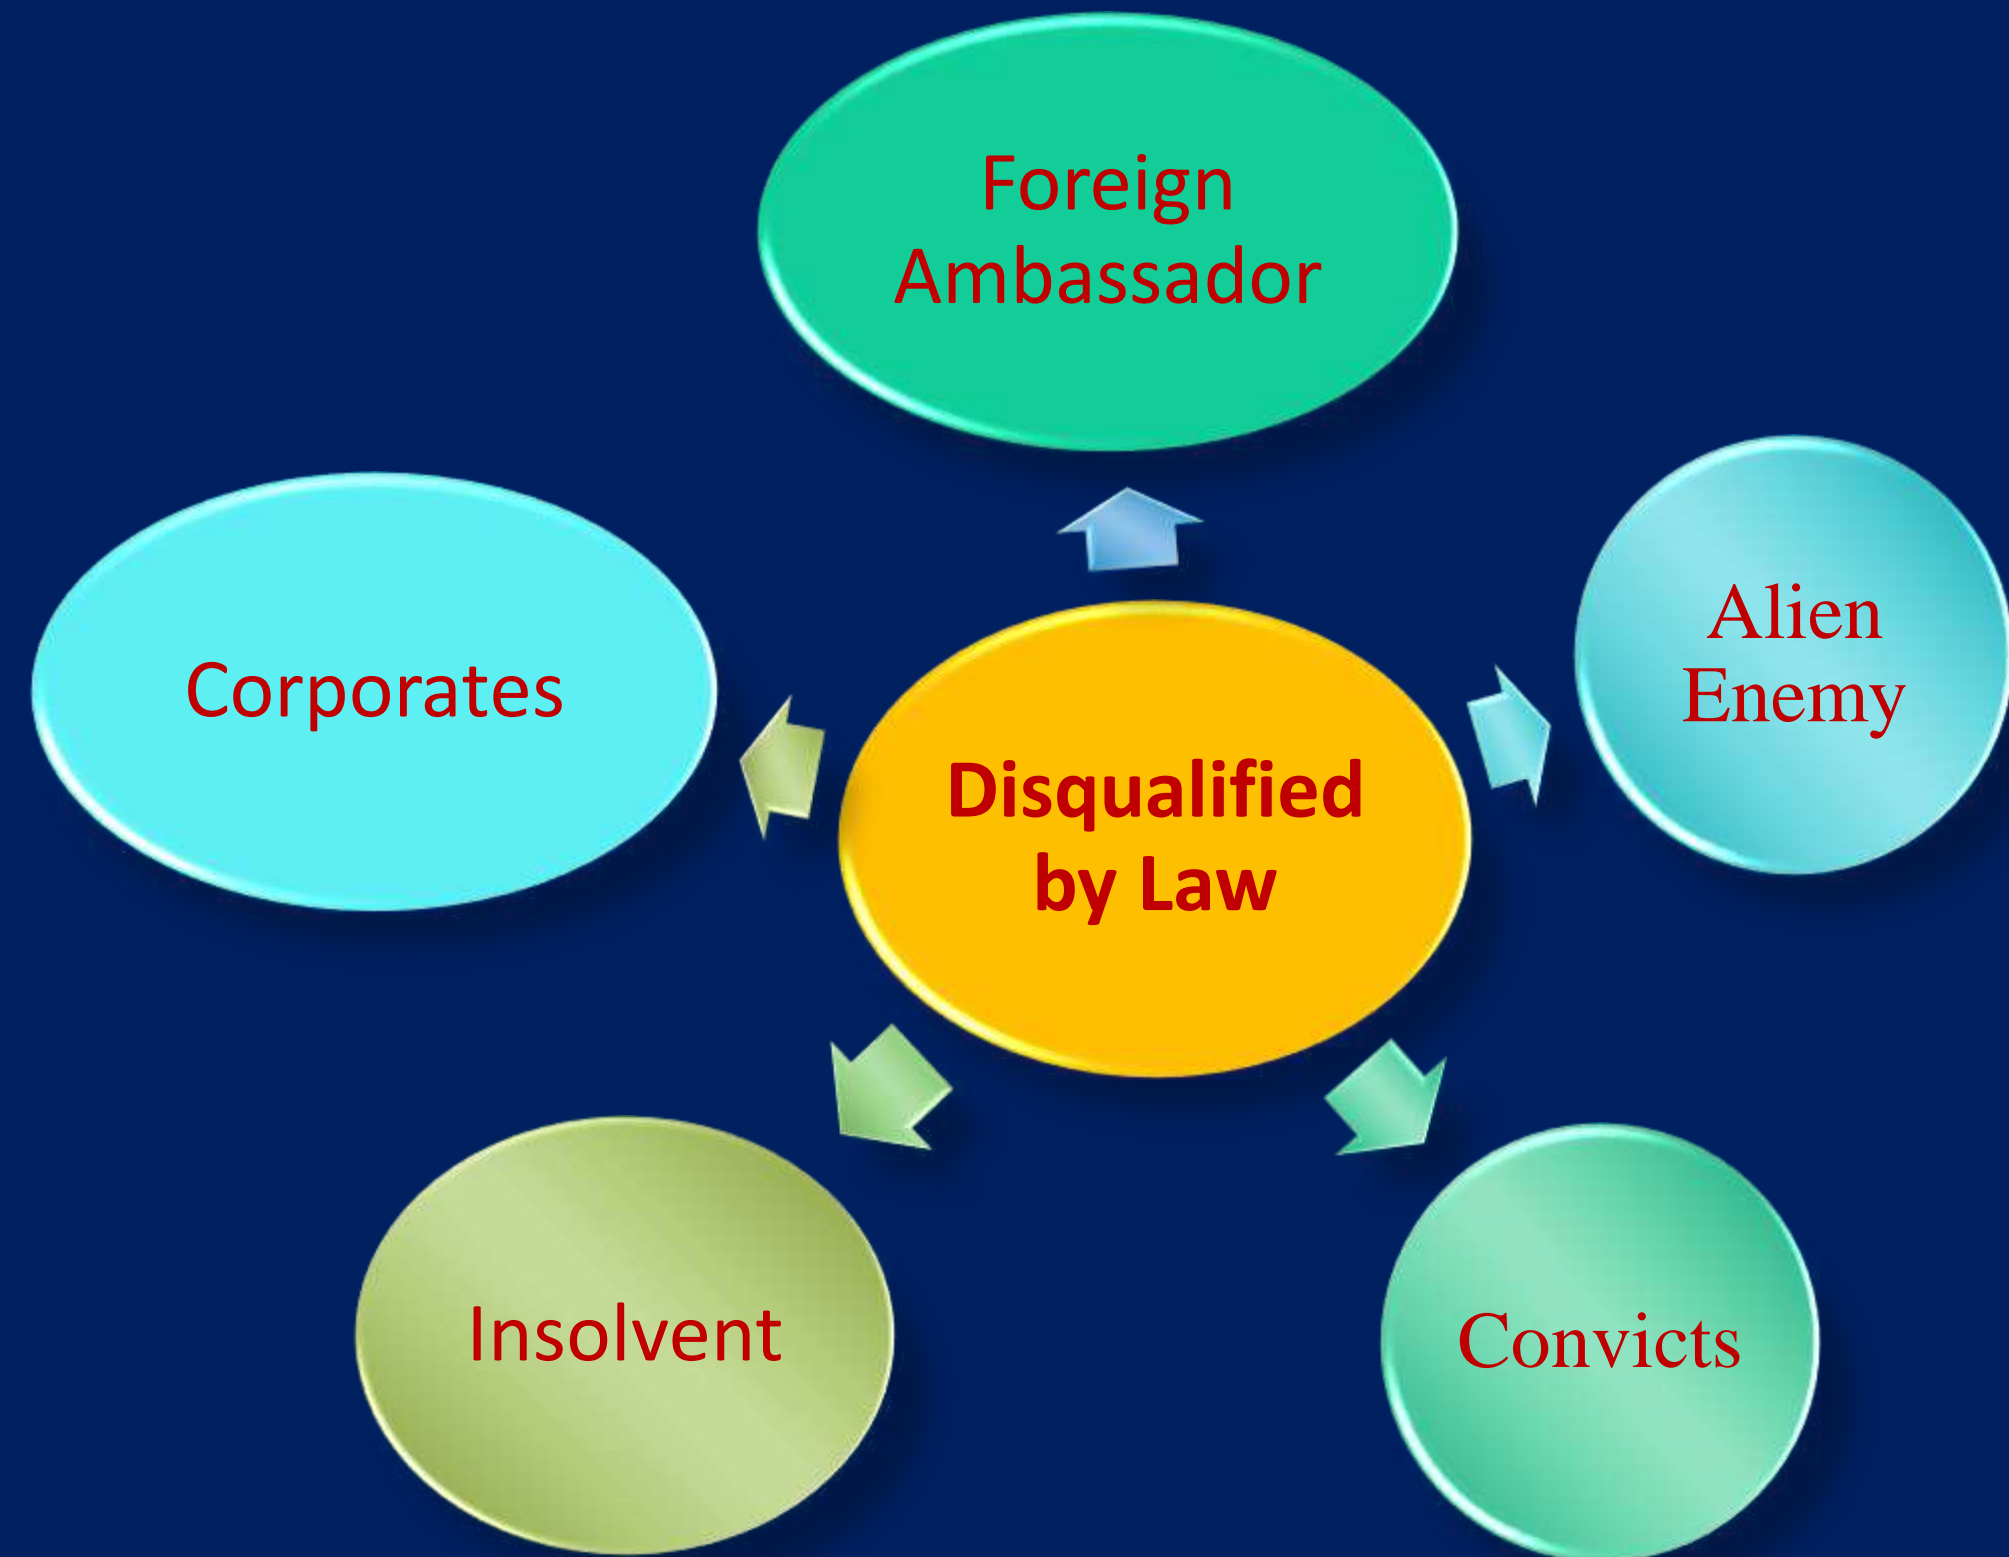 Foreign
Ambassador
Alien
Enemy
Corporates
Disqualified
by Law
Insolvent
Convicts